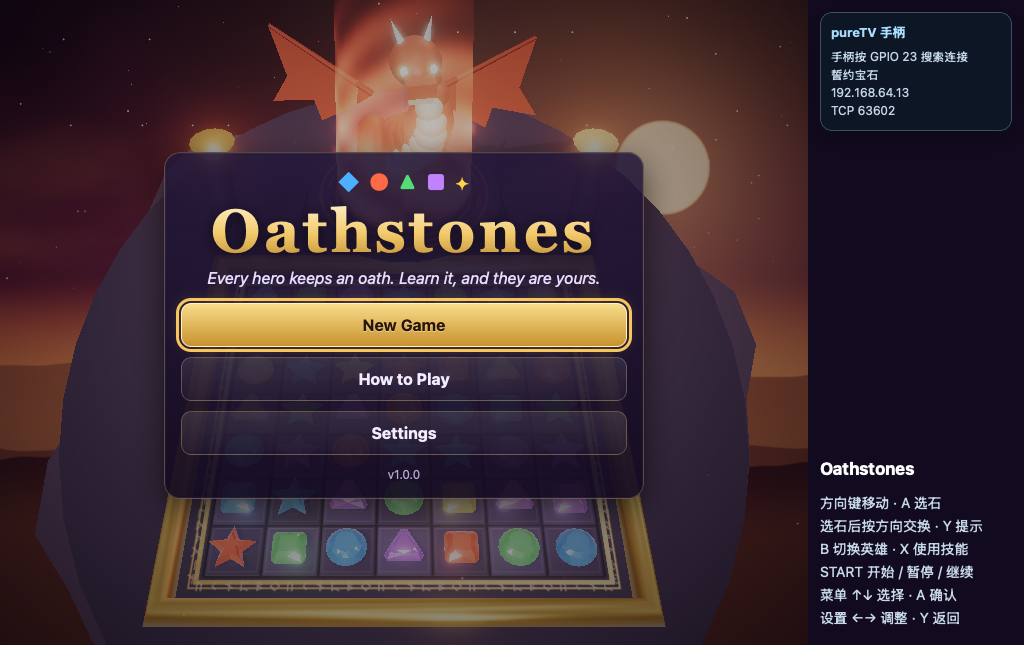 Oathstones
Every hero keeps an oath. Learn it, and they are yours.
New Game
How to Play
Settings
v1.0.0
pureTV 手柄
手柄按 GPIO 23 搜索连接
誓约宝石
192.168.64.13
TCP 63602
Oathstones
方向键移动 · A 选石
选石后按方向交换 · Y 提示
B 切换英雄 · X 使用技能
START 开始 / 暂停 / 继续
菜单 ↑↓ 选择 · A 确认
设置 ←→ 调整 · Y 返回